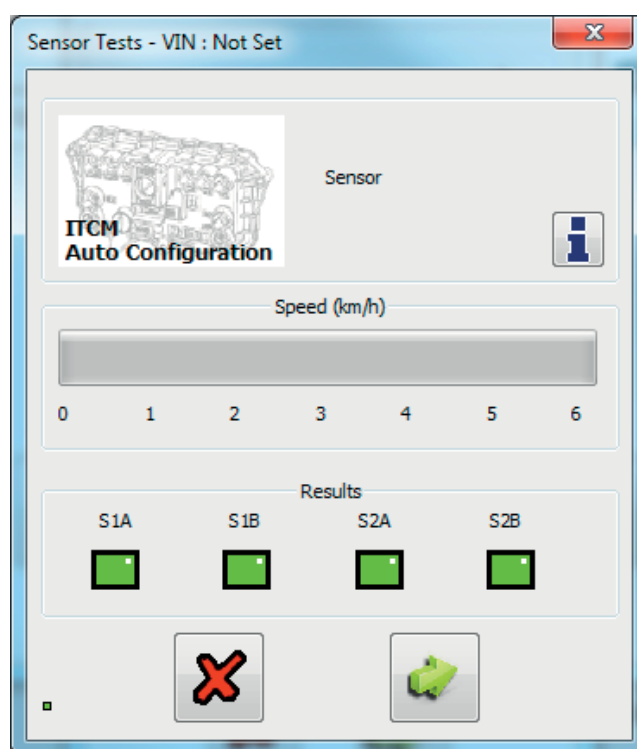 Sensor Tests - VIN : Not Set
ITCM
Auto Configuration
Sensor
Speed (km/h)
0 1 2 3 4 5 6
Results
S1A S1B S2A S2B